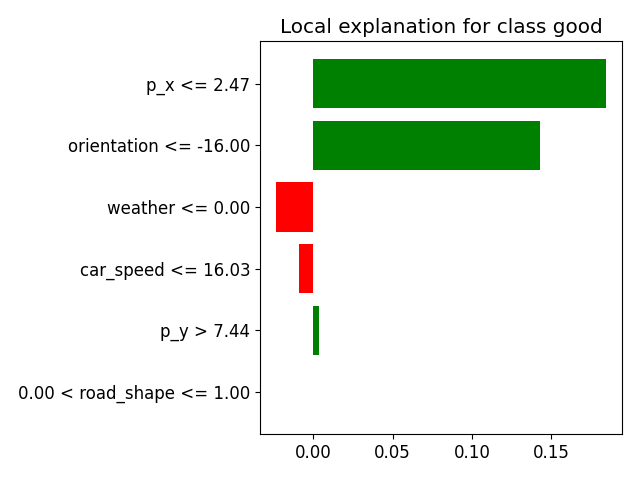 Local explanation for class good
p_x <= 2.47
orientation <= -16.00
weather <= 0.00
car_speed <= 16.03
p_y > 7.44
0.00 < road_shape <= 1.00
0.00 0.05 0.10 0.15